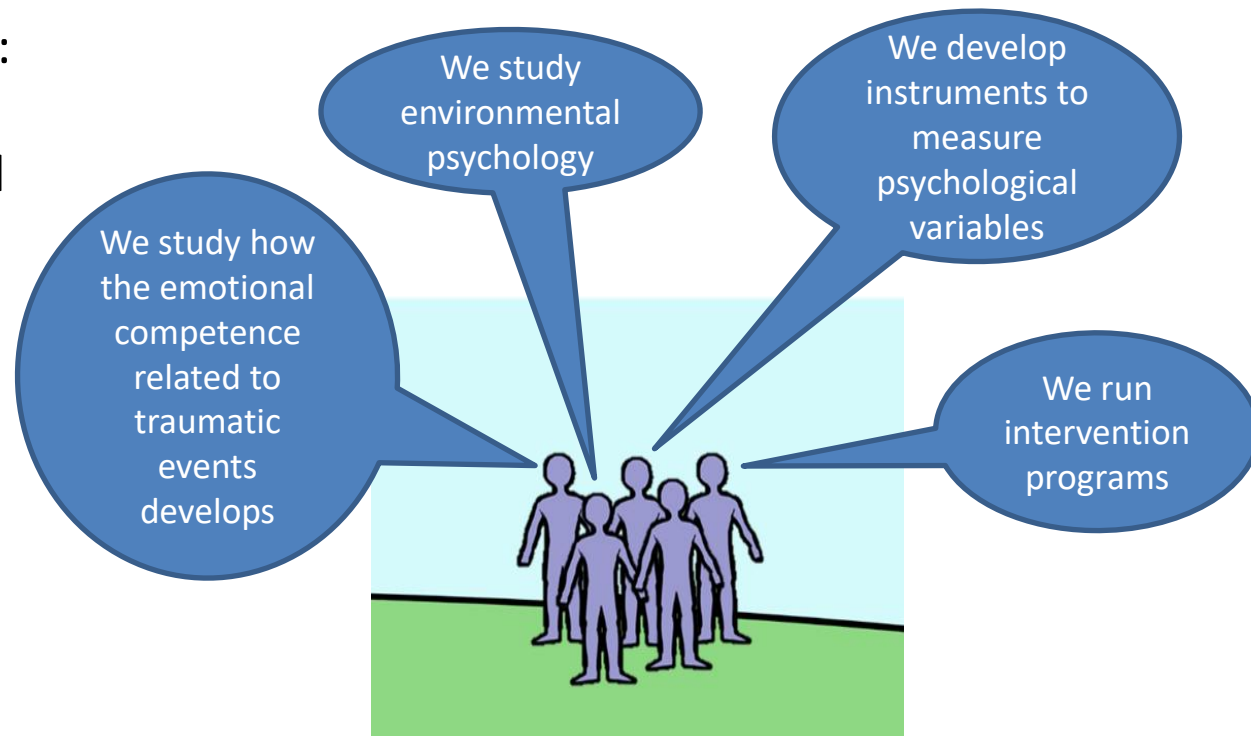 :
We study
environmental
psychology
We develop
instruments to
measure
psychological
variables
We study how
the emotional
competence
related to
traumatic
events
develops
We run
intervention
programs